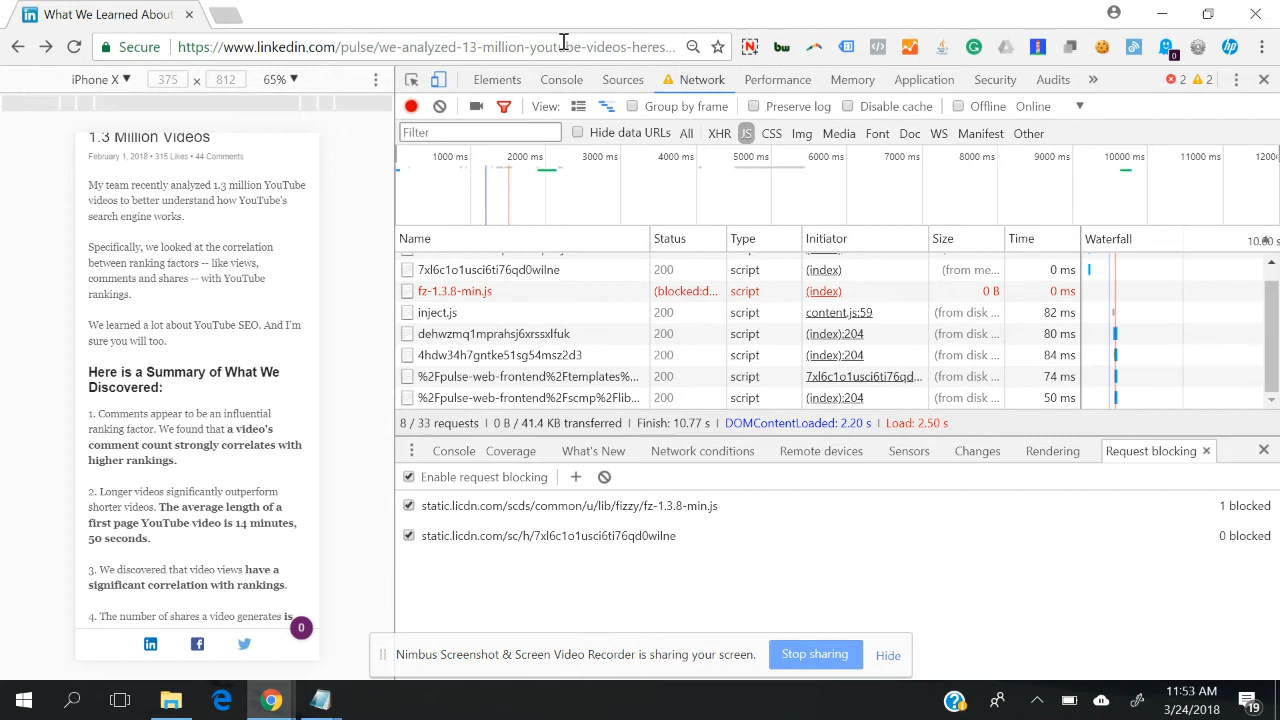 What We Learned About
Secure
https://www.linkedin.com/pulse/we-analyzed-13-million-youtube-videos-heres...
iPhone X 375 x 812 65%
Elements Console Sources Network Performance Memory Application Security Audits 2 2
View: Group by frame Preserve log Disable cache Offline Online
Filter Hide data URLs All XHR JS CSS Img Media Font Doc WS Manifest Other
1000 ms 2000 ms 3000 ms 4000 ms 5000 ms 6000 ms 7000 ms 8000 ms 9000 ms 10000 ms 11000 ms 1200
Name Status Type Initiator Size Time Waterfall 10.00 s
7xl6c1o1usci6ti76qd0wilne 200 script (index) (from me... 0 ms
fz-1.3.8-min.js (blocked:d... script (index) 0 B 0 ms
inject.js 200 script content.js:59 (from disk ... 82 ms
dehwzmq1mprahsj6xrssxlfuk 200 script (index):204 (from disk ... 80 ms
4hdw34h7gntke51sg54msz2d3 200 script (index):204 (from disk ... 84 ms
%2Fpulse-web-frontend%2Ftemplates%... 200 script 7xl6c1o1usci6ti76qd... (from disk ... 74 ms
%2Fpulse-web-frontend%2Fscmp%2Flib... 200 script (index):204 (from disk ... 50 ms
8 / 33 requests | 0 B / 41.4 KB transferred | Finish: 10.77 s | DOMContentLoaded: 2.20 s | Load: 2.50 s
Console Coverage What's New Network conditions Remote devices Sensors Changes Rendering Request blocking
Enable request blocking
static.licdn.com/scds/common/u/lib/fizzy/fz-1.3.8-min.js 1 blocked
static.licdn.com/sc/h/7xl6c1o1usci6ti76qd0wilne 0 blocked
1.3 Million Videos
February 1, 2018 • 315 Likes • 44 Comments
My team recently analyzed 1.3 million YouTube
videos to better understand how YouTube's
search engine works.
Specifically, we looked at the correlation
between ranking factors -- like views,
comments and shares -- with YouTube
rankings.
We learned a lot about YouTube SEO. And I'm
sure you will too.
Here is a Summary of What We
Discovered:
1. Comments appear to be an influential
ranking factor. We found that a video's
comment count strongly correlates with
higher rankings.
2. Longer videos significantly outperform
shorter videos. The average length of a
first page YouTube video is 14 minutes,
50 seconds.
3. We discovered that video views have a
significant correlation with rankings.
4. The number of shares a video generates is
0
Nimbus Screenshot & Screen Video Recorder is sharing your screen. Stop sharing Hide
11:53 AM
3/24/2018
19